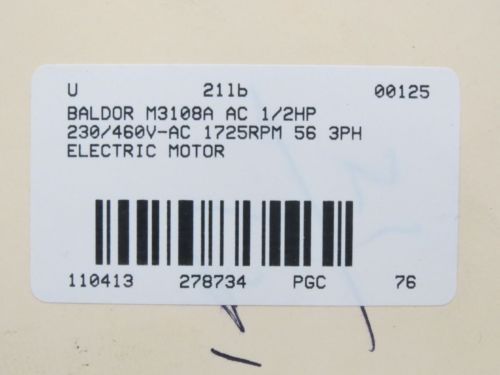 U 21lb 00125
BALDOR M3108A AC 1/2HP
230/460V-AC 1725RPM 56 3PH
ELECTRIC MOTOR
110413 278734 PGC 76